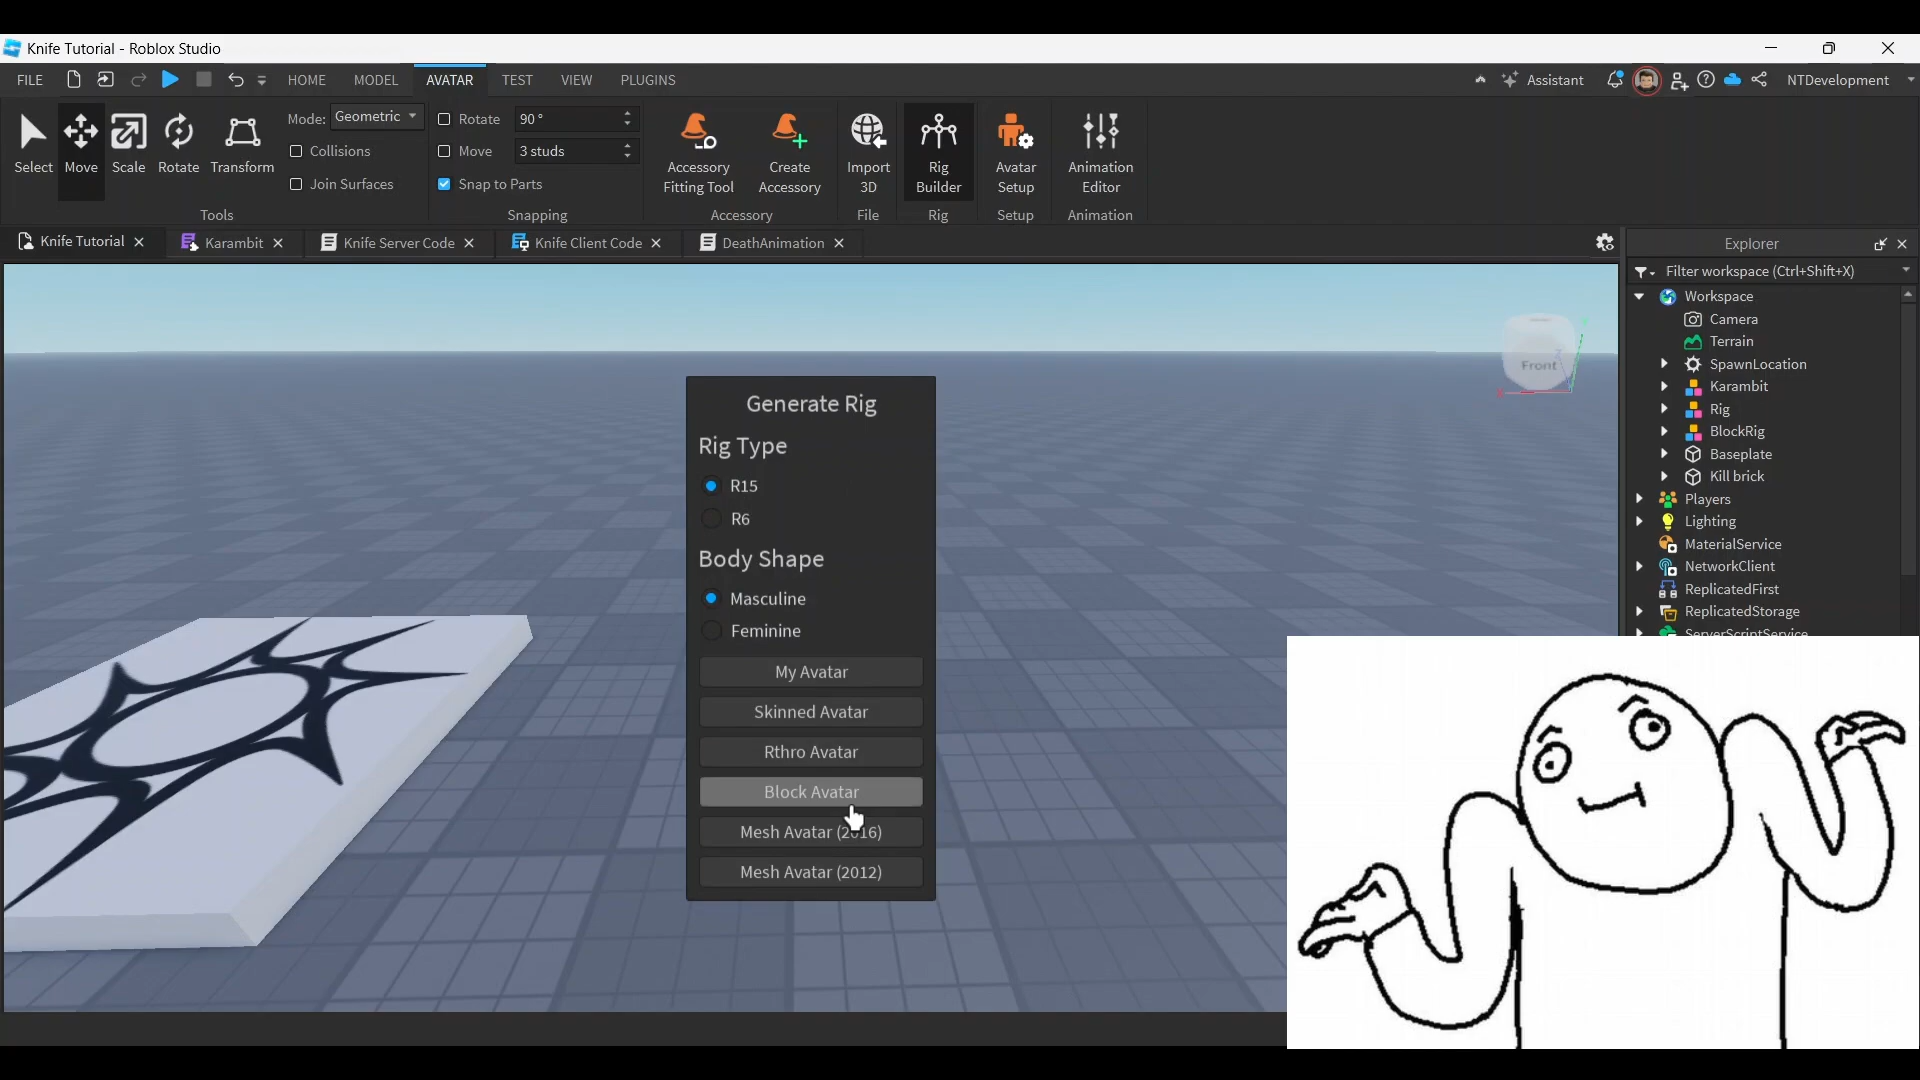 Knife Tutorial - Roblox Studio
FILE HOME MODEL AVATAR TEST VIEW PLUGINS Assistant NTDevelopment
Select Move Scale Rotate Transform
Mode: Geometric
Collisions
Join Surfaces
Tools
Rotate 90 °
Move 3 studs
Snap to Parts
Snapping
Accessory Fitting Tool
Create Accessory
Accessory
Import 3D
File
Rig Builder
Rig
Avatar Setup
Setup
Animation Editor
Animation
Knife Tutorial Karambit Knife Server Code Knife Client Code DeathAnimation
Explorer
Filter workspace (Ctrl+Shift+X)
Workspace
Camera
Terrain
SpawnLocation
Karambit
Rig
BlockRig
Baseplate
Kill brick
Players
Lighting
MaterialService
NetworkClient
ReplicatedFirst
ReplicatedStorage
ServerScriptService
Front
Generate Rig
Rig Type
R15
R6
Body Shape
Masculine
Feminine
My Avatar
Skinned Avatar
Rthro Avatar
Block Avatar
Mesh Avatar (2016)
Mesh Avatar (2012)